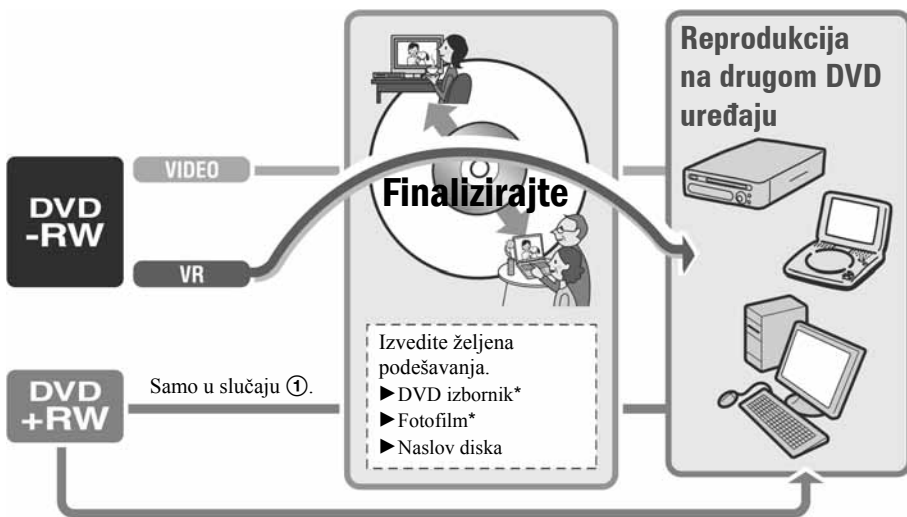 Reprodukcija
na drugom DVD
uređaju
VIDEO
DVD
-RW
VR
Finalizirajte
Izvedite željena
podešavanja.
►DVD izbornik*
►Fotofilm*
►Naslov diska
DVD
+RW
Samo u slučaju ①.